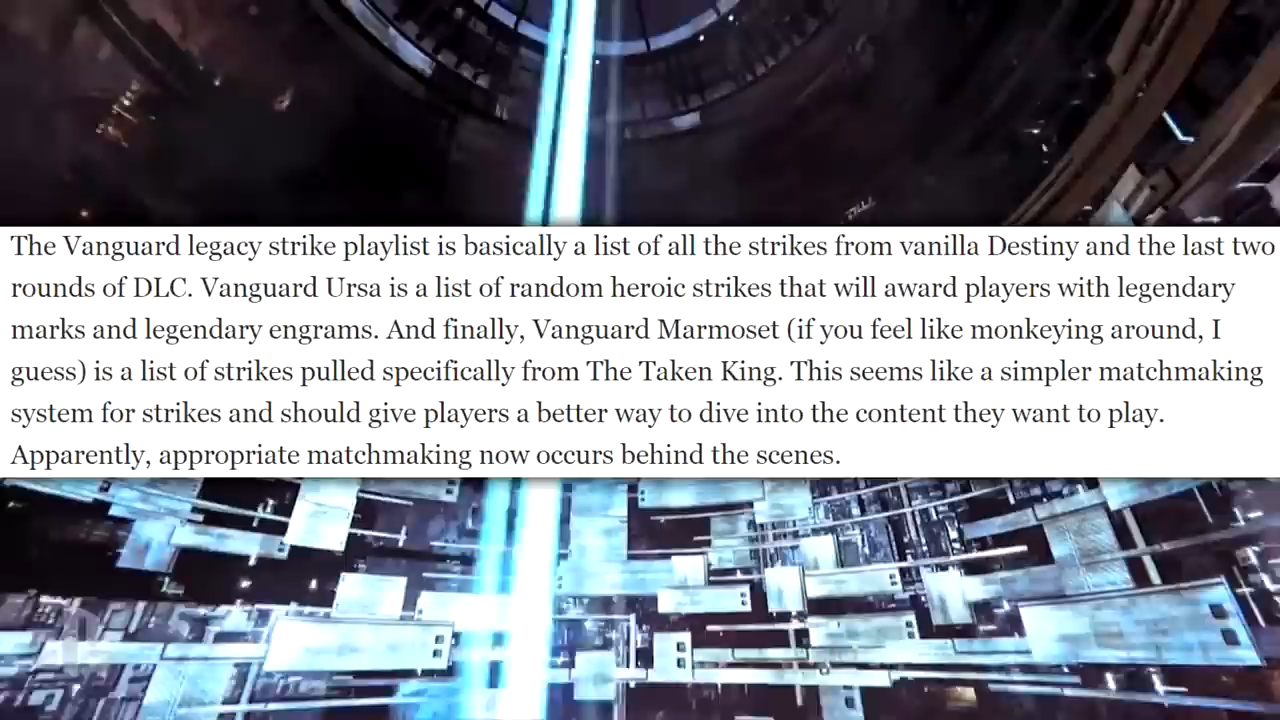 The Vanguard legacy strike playlist is basically a list of all the strikes from vanilla Destiny and the last two
rounds of DLC. Vanguard Ursa is a list of random heroic strikes that will award players with legendary
marks and legendary engrams. And finally, Vanguard Marmoset (if you feel like monkeying around, I
guess) is a list of strikes pulled specifically from The Taken King. This seems like a simpler matchmaking
system for strikes and should give players a better way to dive into the content they want to play.
Apparently, appropriate matchmaking now occurs behind the scenes.